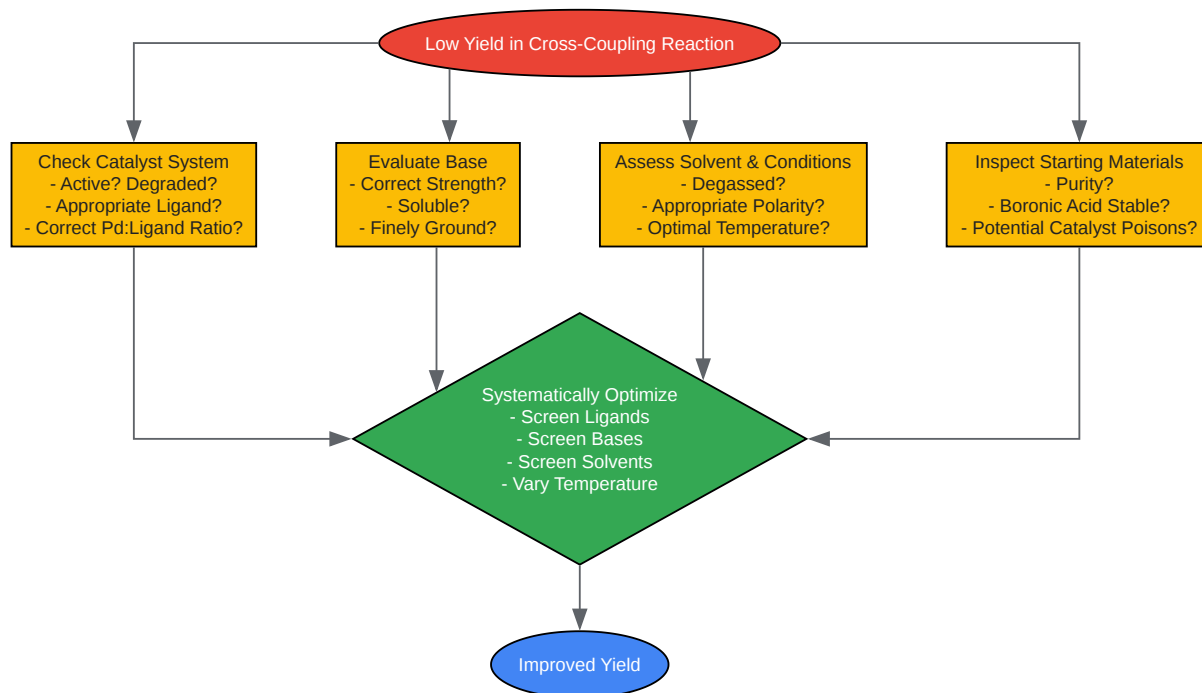 Low Yield in Cross-Coupling Reaction
Check Catalyst System
- Active? Degraded?
- Appropriate Ligand?
- Correct Pd:Ligand Ratio?
Evaluate Base
- Correct Strength?
- Soluble?
- Finely Ground?
Assess Solvent & Conditions
- Degassed?
- Appropriate Polarity?
- Optimal Temperature?
Inspect Starting Materials
- Purity?
- Boronic Acid Stable?
- Potential Catalyst Poisons?
Systematically Optimize
- Screen Ligands
- Screen Bases
- Screen Solvents
- Vary Temperature
Improved Yield